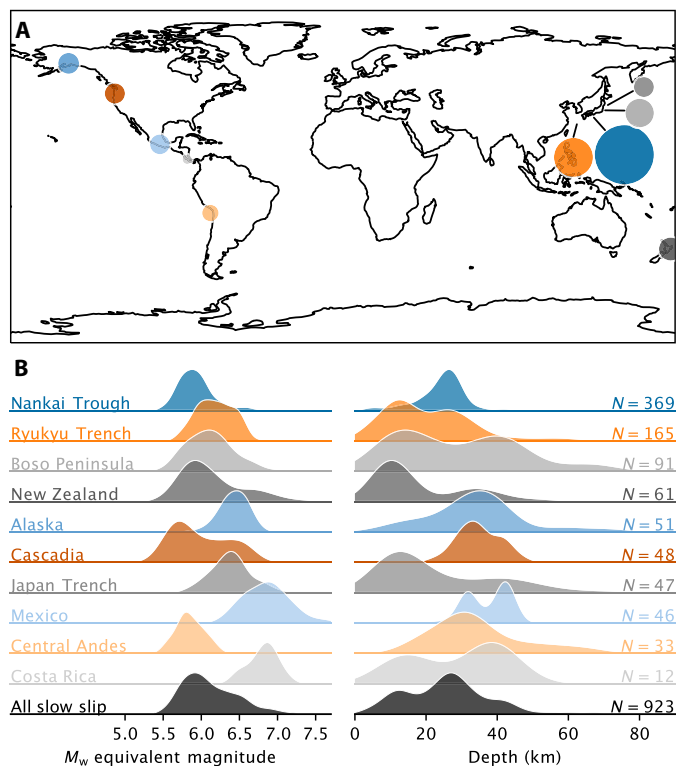 A
B
Nankai Trough N = 369
Ryukyu Trench N = 165
Boso Peninsula N = 91
New Zealand N = 61
Alaska N = 51
Cascadia N = 48
Japan Trench N = 47
Mexico N = 46
Central Andes N = 33
Costa Rica N = 12
All slow slip N = 923
5.0 5.5 6.0 6.5 7.0 7.5 0 20 40 60 80
Mw equivalent magnitude Depth (km)